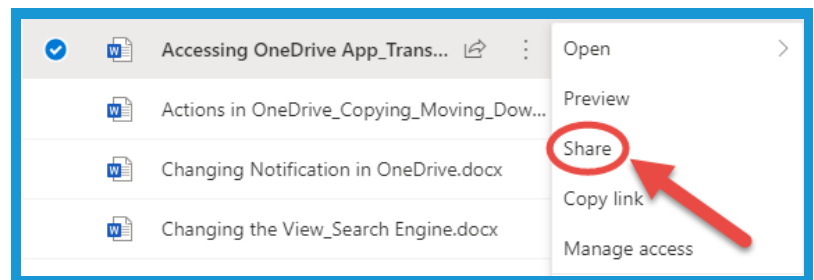 Accessing OneDrive App_Trans...
Open
Actions in OneDrive_Copying_Moving_Dow...
Preview
Share
Changing Notification in OneDrive.docx
Copy link
Changing the View_Search Engine.docx
Manage access